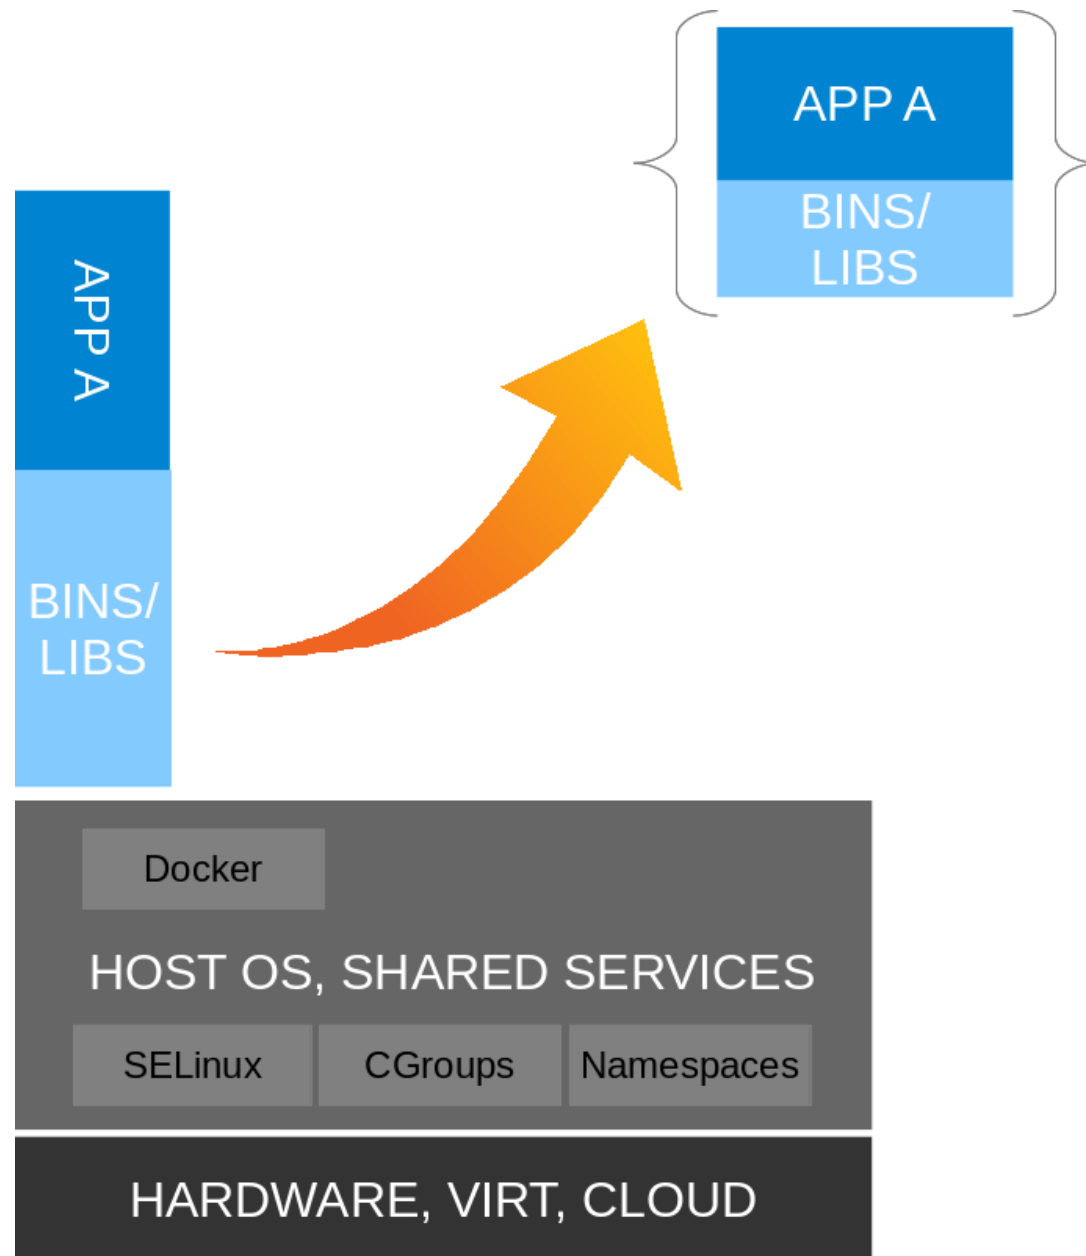 APP A
BINS/
LIBS
APP A
BINS/
LIBS
Docker
HOST OS, SHARED SERVICES
SELinux
CGroups
Namespaces
HARDWARE, VIRT, CLOUD